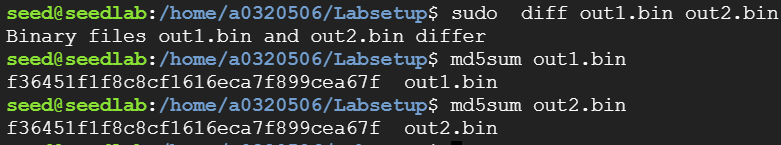 seed@seedlab:/home/a0320506/Labsetup$ sudo  diff out1.bin out2.bin
Binary files out1.bin and out2.bin differ
seed@seedlab:/home/a0320506/Labsetup$ md5sum out1.bin
f36451f1f8c8cf1616eca7f899cea67f  out1.bin
seed@seedlab:/home/a0320506/Labsetup$ md5sum out2.bin
f36451f1f8c8cf1616eca7f899cea67f  out2.bin